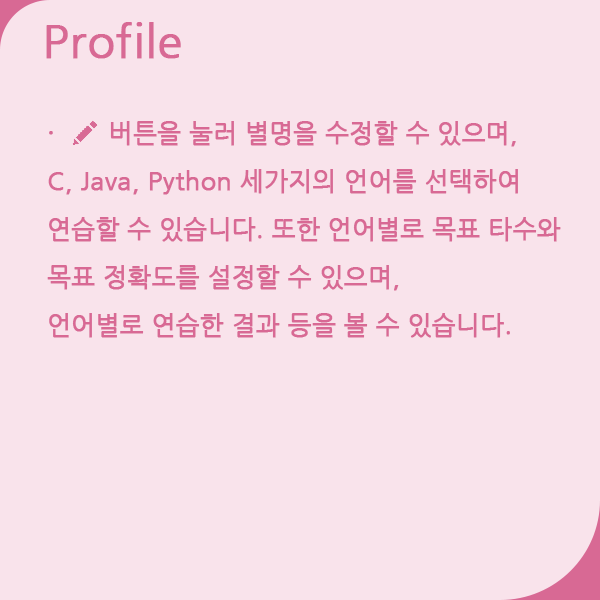 Profile
· 버튼을 눌러 별명을 수정할 수 있으며,
C, Java, Python 세가지의 언어를 선택하여
연습할 수 있습니다. 또한 언어별로 목표 타수와
목표 정확도를 설정할 수 있으며,
언어별로 연습한 결과 등을 볼 수 있습니다.